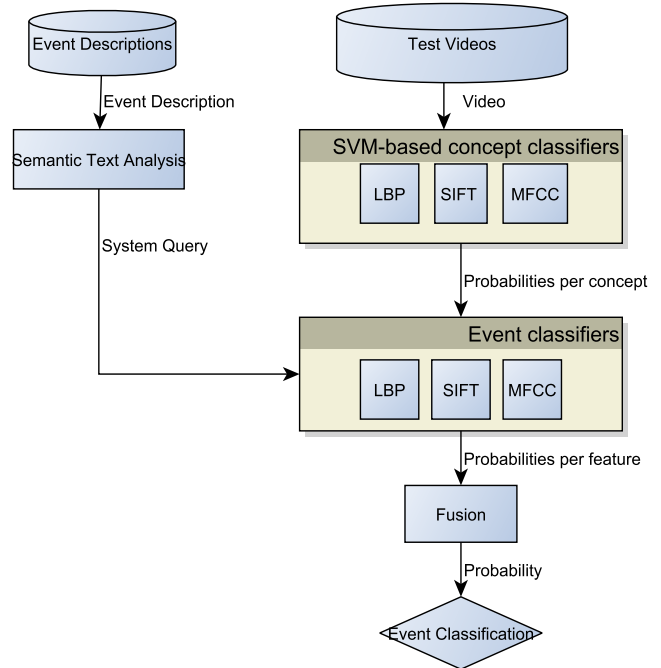 Event Descriptions
Test Videos
Event Description
Video
Semantic Text Analysis
SVM-based concept classifiers
LBP
SIFT
MFCC
System Query
Probabilities per concept
Event classifiers
LBP
SIFT
MFCC
Probabilities per feature
Fusion
Probability
Event Classification